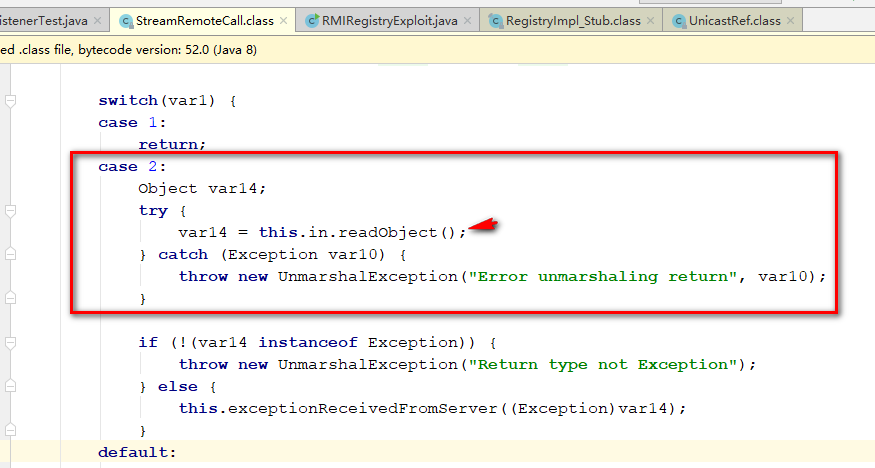 istenerTest.java
StreamRemoteCall.class
RMIRegistryExploit.java
RegistryImpl_Stub.class
UnicastRef.class
ed .class file, bytecode version: 52.0 (Java 8)
switch(var1) {
case 1:
return;
case 2:
Object var14;
try {
var14 = this.in.readObject();
} catch (Exception var10) {
throw new UnmarshalException("Error unmarshaling return", var10);
}
if (!(var14 instanceof Exception)) {
throw new UnmarshalException("Return type not Exception");
} else {
this.exceptionReceivedFromServer((Exception)var14);
}
default: